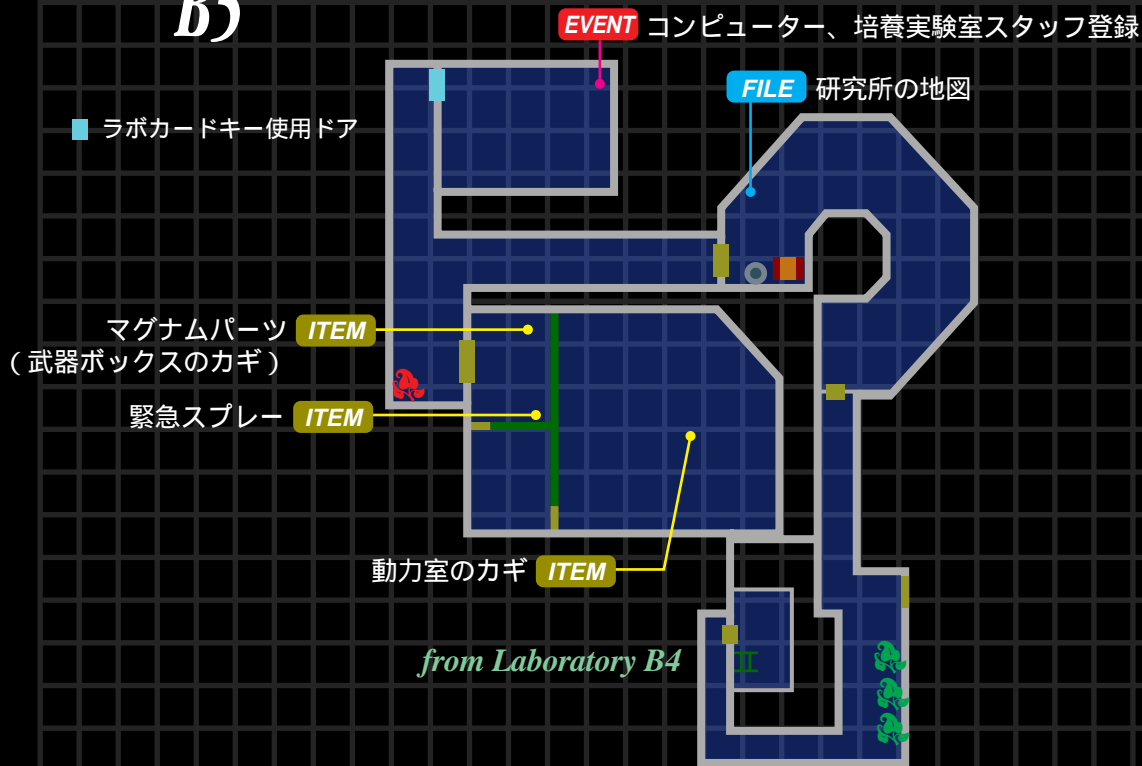 B5
EVENT コンピューター、培養実験室スタッフ登録
FILE 研究所の地図
ラボカードキー使用ドア
マグナムパーツ ITEM
（武器ボックスのカギ）
緊急スプレー ITEM
動力室のカギ ITEM
from Laboratory B4